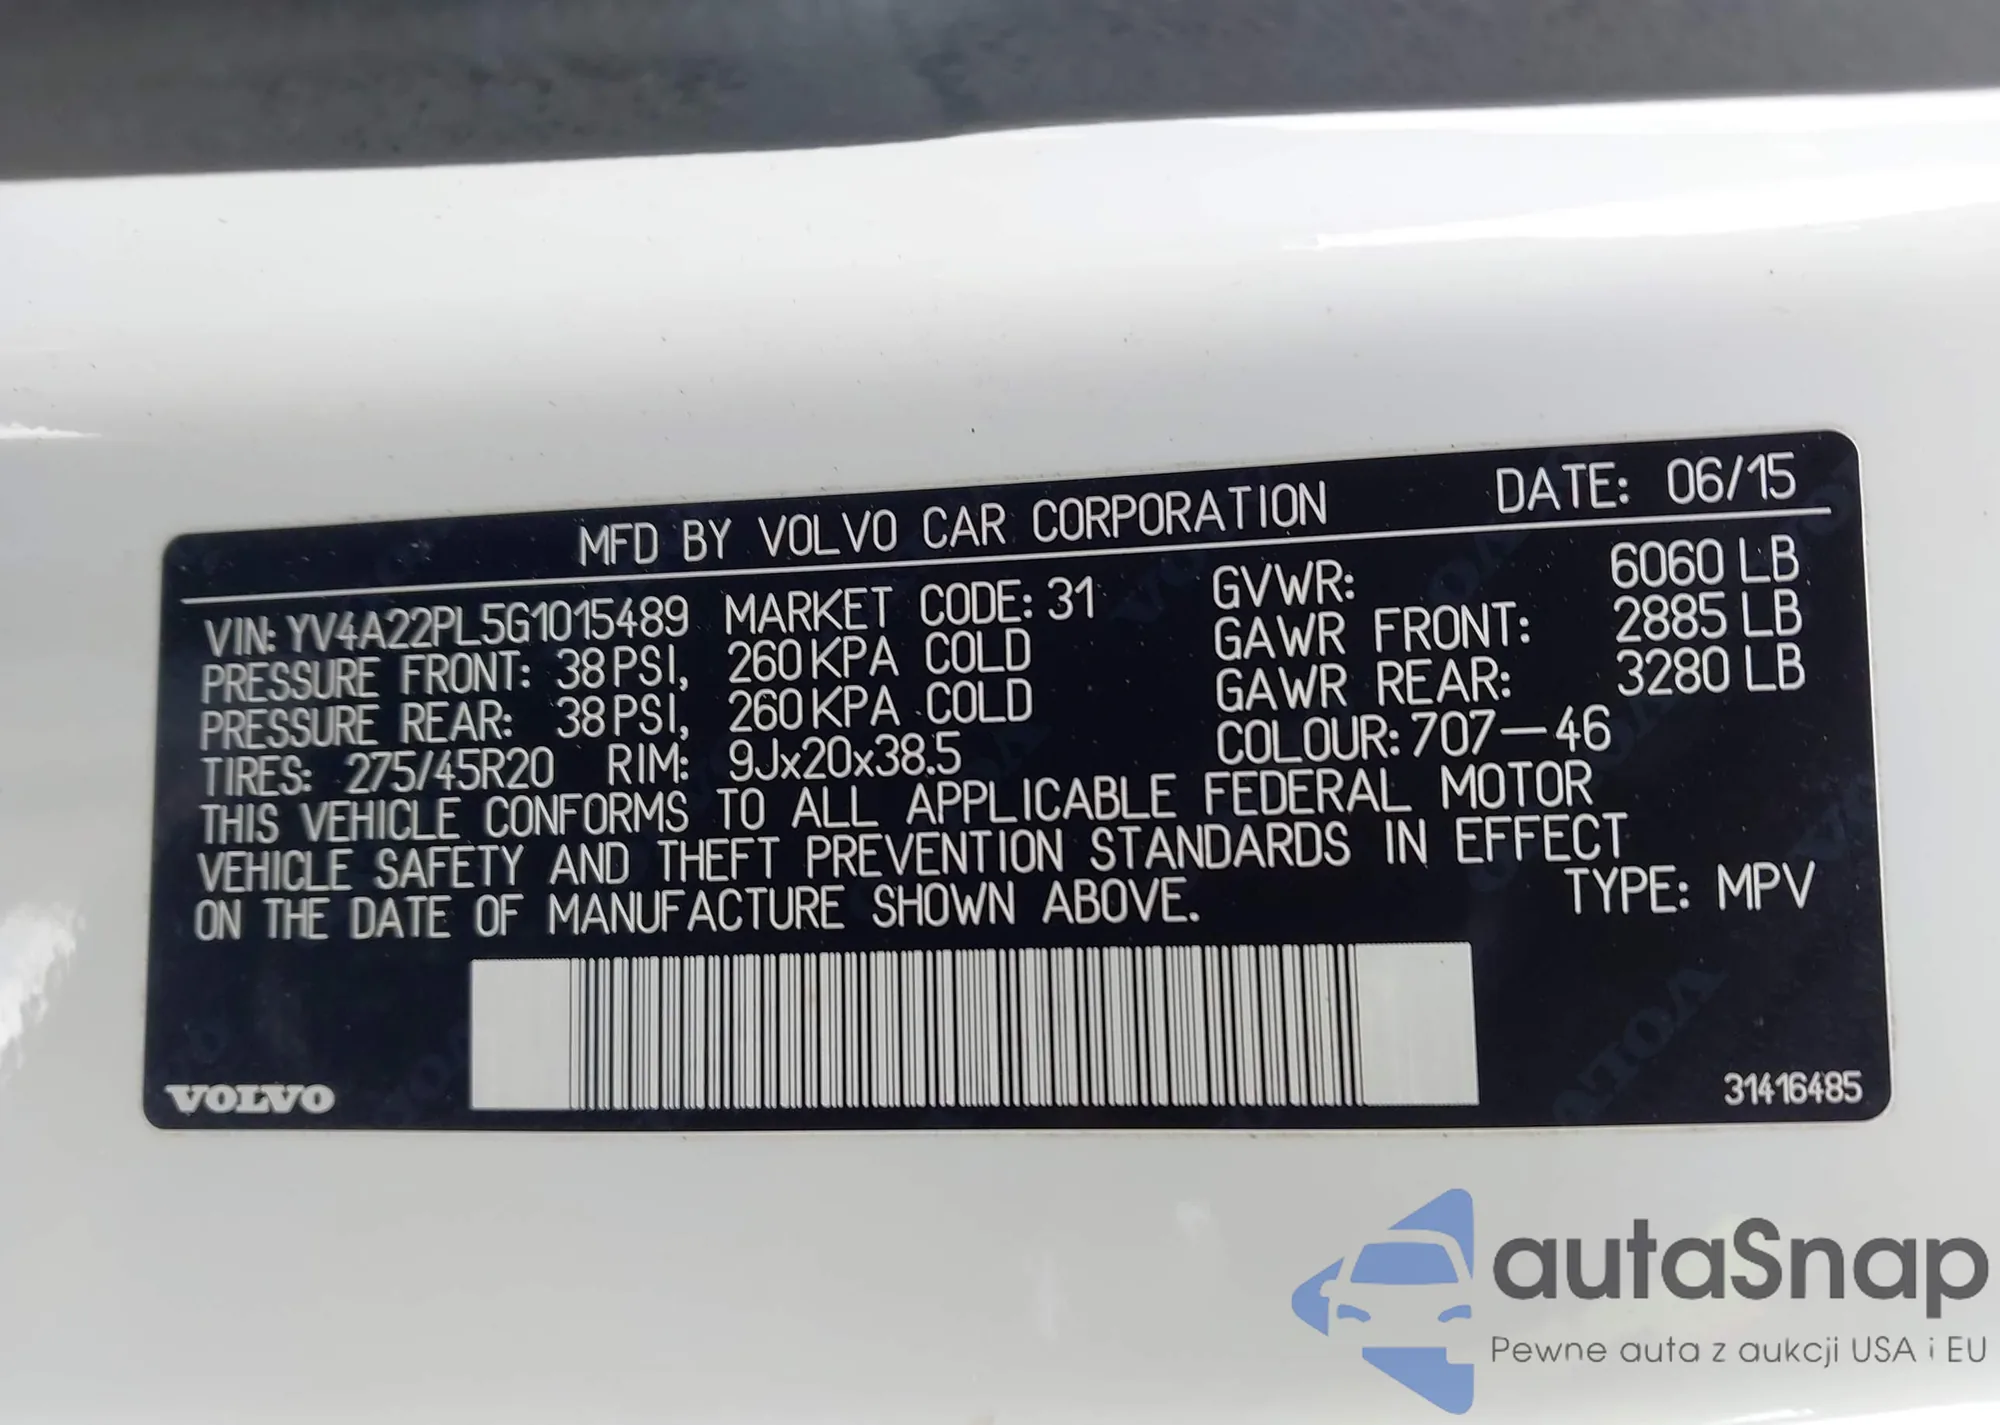 MFD BY VOLVO CAR CORPORATION DATE: 06/15
VIN: YV4A22PL5G1015489 MARKET CODE: 31 GVWR: 6060 LB
PRESSURE FRONT: 38 PSI, 260 KPA COLD GAWR FRONT: 2885 LB
PRESSURE REAR: 38 PSI, 260 KPA COLD GAWR REAR: 3280 LB
TIRES: 275/45R20 RIM: 9Jx20x38.5 COLOUR: 707-46
THIS VEHICLE CONFORMS TO ALL APPLICABLE FEDERAL MOTOR
VEHICLE SAFETY AND THEFT PREVENTION STANDARDS IN EFFECT
ON THE DATE OF MANUFACTURE SHOWN ABOVE. TYPE: MPV
VOLVO 31416485
autaSnap
Pewne auta z aukcji USA i EU